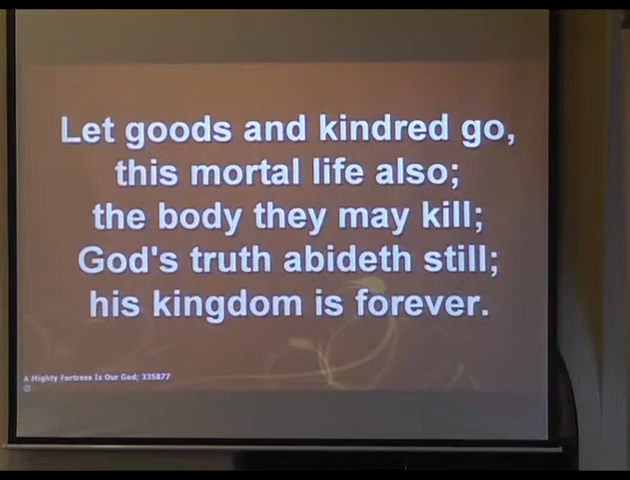 Let goods and kindred go,
this mortal life also;
the body they may kill;
God's truth abideth still;
his kingdom is forever.
A Mighty Fortress Is Our God; 335877